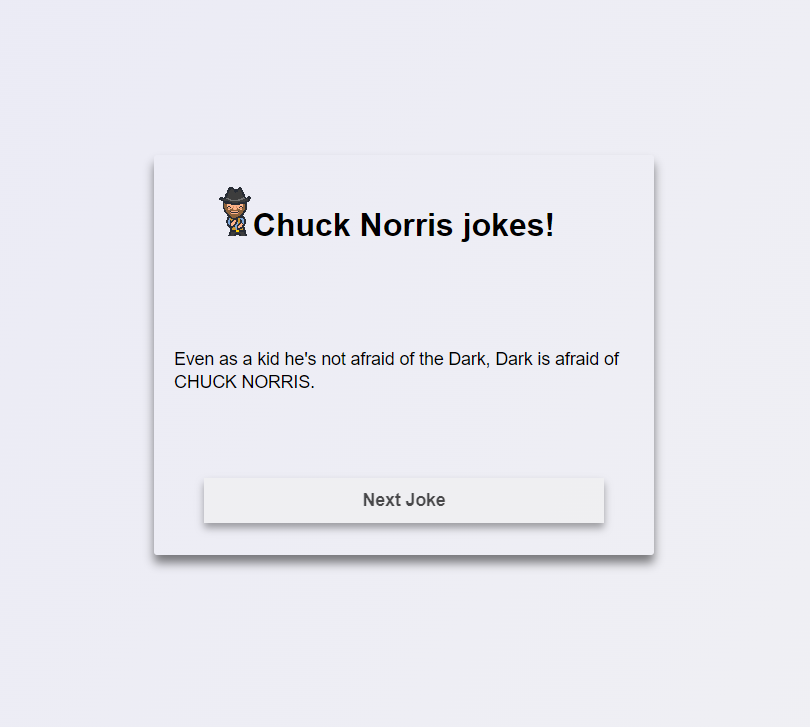 Chuck Norris jokes!
Even as a kid he's not afraid of the Dark, Dark is afraid of
CHUCK NORRIS.
Next Joke